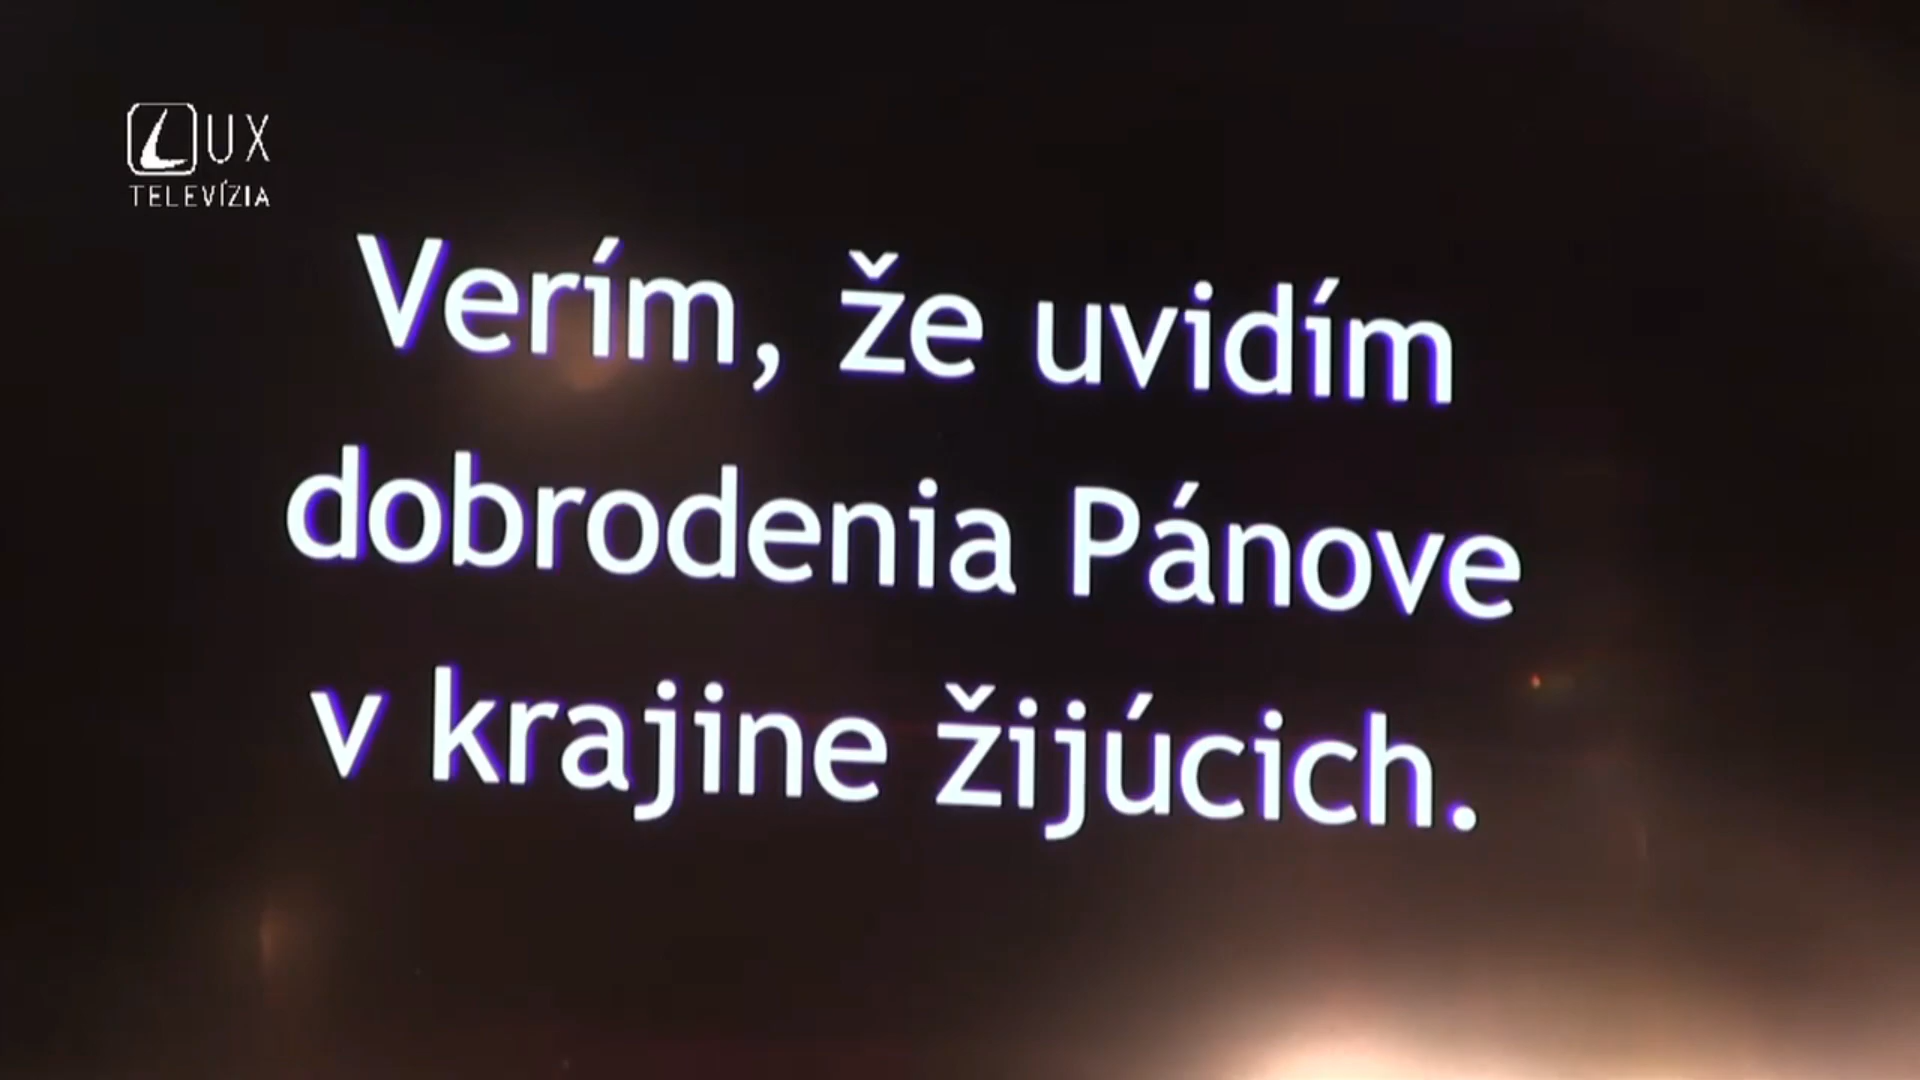 LUX
TELEVÍZIA
Verím, že uvidím
dobrodenia Pánove
v krajine žijúcich.